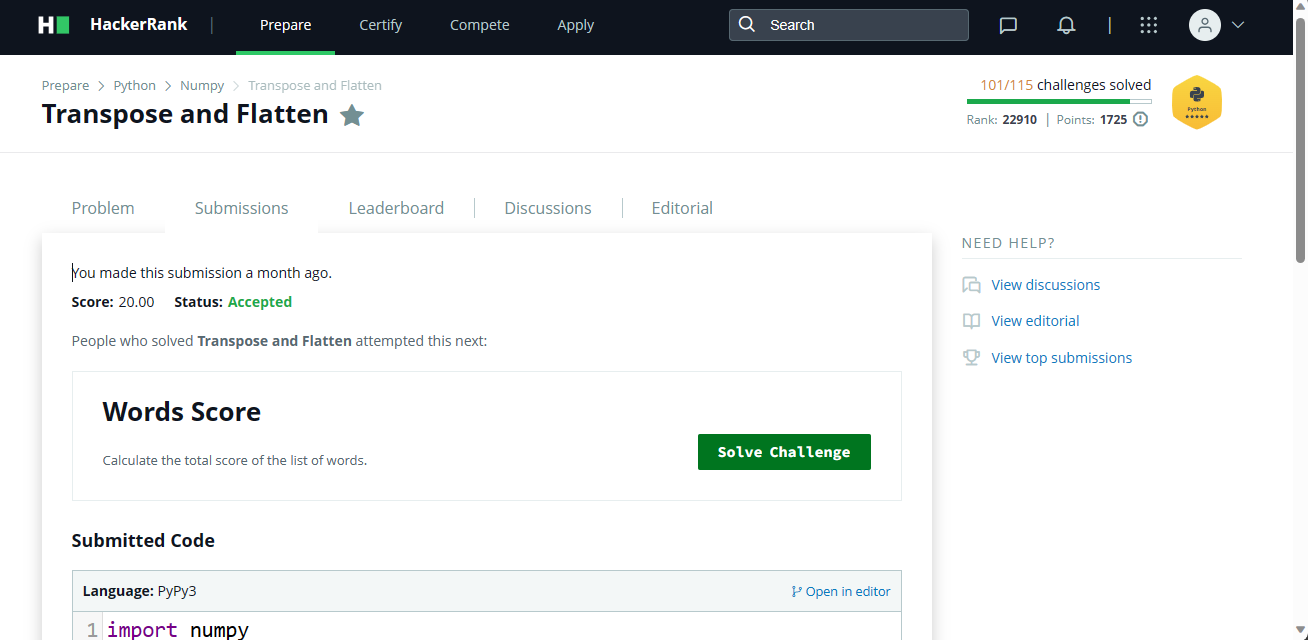 HackerRank | Prepare Certify Compete Apply Search |
Prepare > Python > Numpy > Transpose and Flatten
Transpose and Flatten
101/115 challenges solved
Rank: 22910 | Points: 1725
Python
Problem Submissions Leaderboard Discussions Editorial
You made this submission a month ago.
Score: 20.00 Status: Accepted
People who solved Transpose and Flatten attempted this next:
Words Score
Calculate the total score of the list of words.
Solve Challenge
Submitted Code
Language: PyPy3 Open in editor
1 import numpy
NEED HELP?
View discussions
View editorial
View top submissions